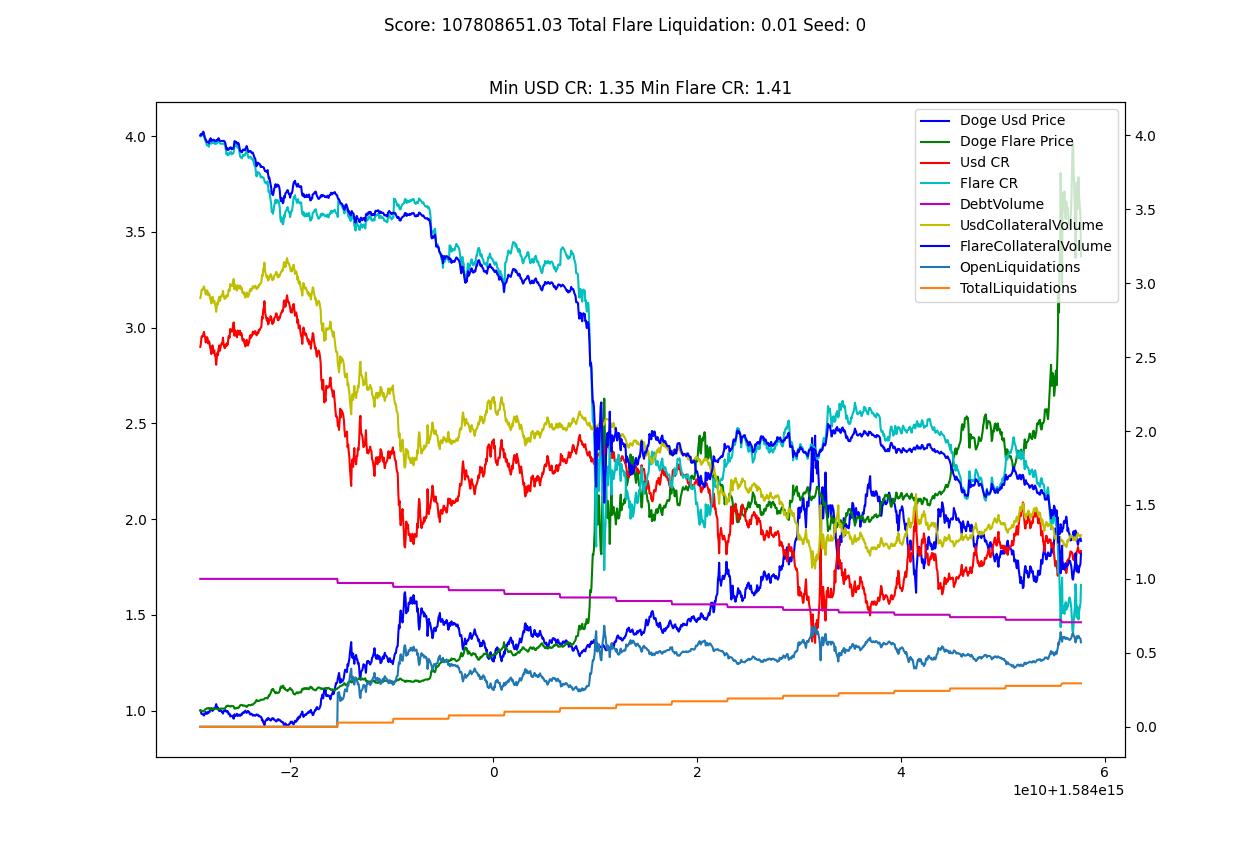 Score: 107808651.03 Total Flare Liquidation: 0.01 Seed: 0
Min USD CR: 1.35 Min Flare CR: 1.41
Doge Usd Price
Doge Flare Price
Usd CR
Flare CR
DebtVolume
UsdCollateralVolume
FlareCollateralVolume
OpenLiquidations
TotalLiquidations
4.0
3.5
3.0
2.5
2.0
1.5
1.0
4.0
3.5
3.0
2.5
2.0
1.5
1.0
0.5
0.0
−2 0 2 4 6
1e10+1.584e15